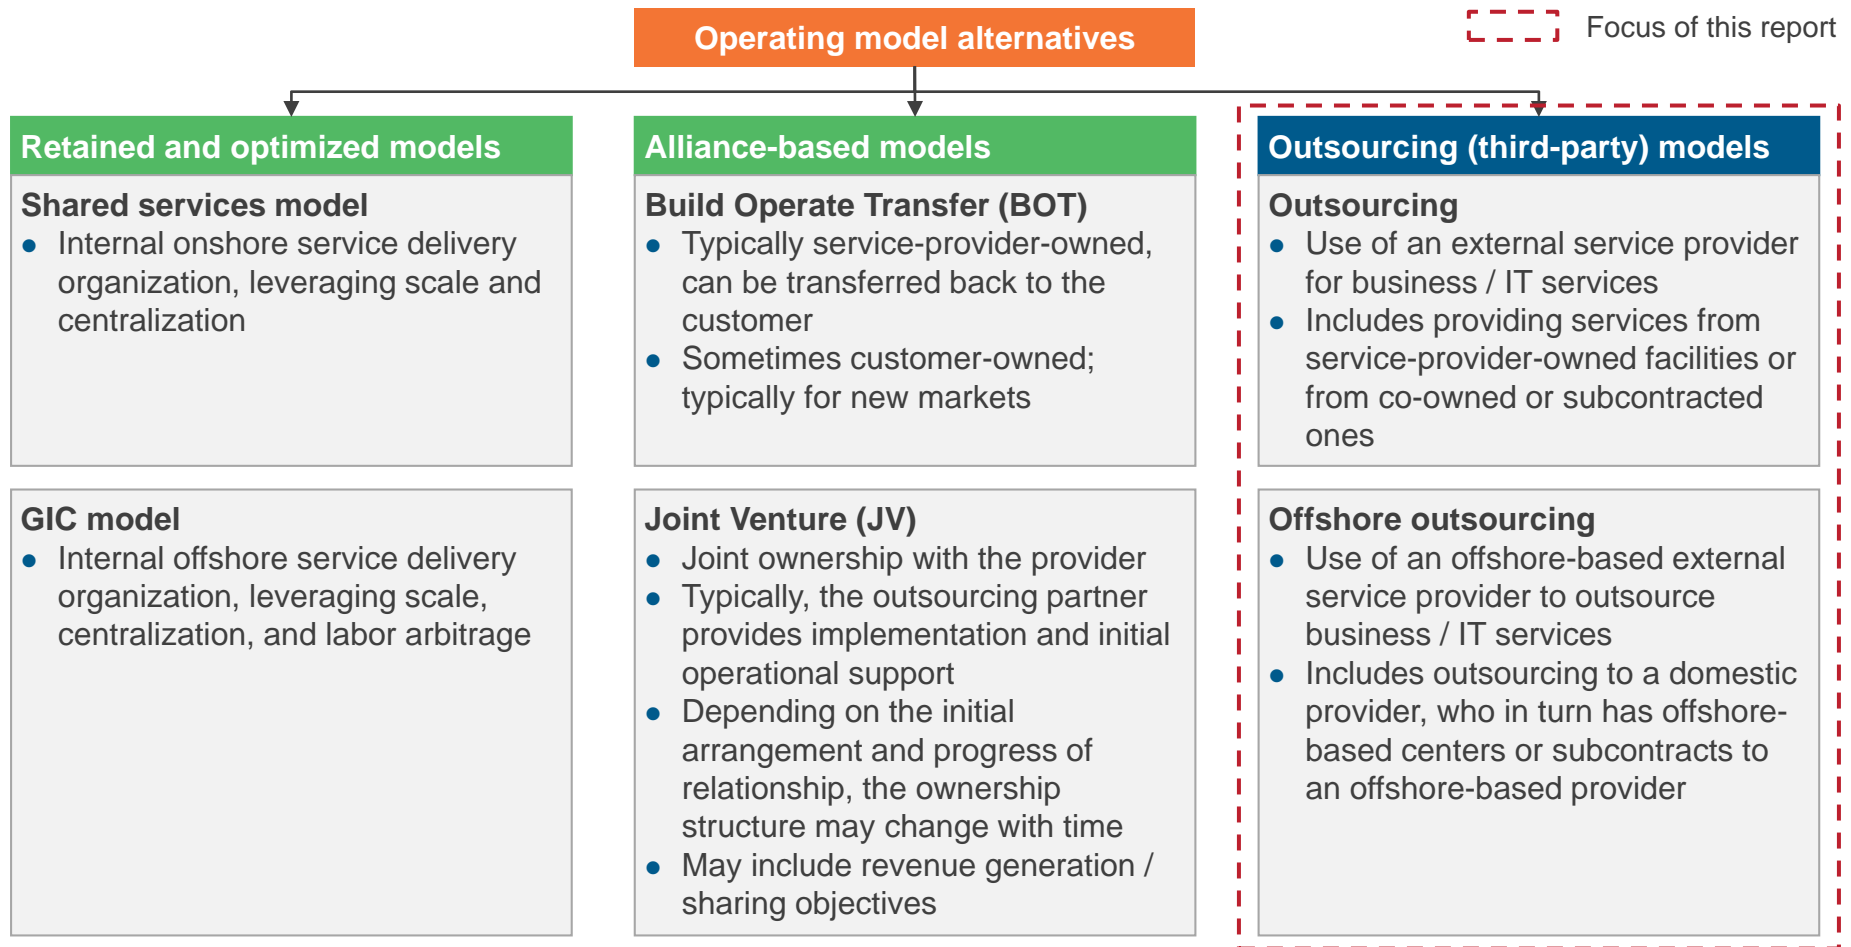 Operating model alternatives
Focus of this report
Retained and optimized models
Shared services model
● Internal onshore service delivery
organization, leveraging scale and
centralization
GIC model
● Internal offshore service delivery
organization, leveraging scale,
centralization, and labor arbitrage
Alliance-based models
Build Operate Transfer (BOT)
● Typically service-provider-owned,
can be transferred back to the
customer
● Sometimes customer-owned;
typically for new markets
Joint Venture (JV)
● Joint ownership with the provider
● Typically, the outsourcing partner
provides implementation and initial
operational support
● Depending on the initial
arrangement and progress of
relationship, the ownership
structure may change with time
● May include revenue generation /
sharing objectives
Outsourcing (third-party) models
Outsourcing
● Use of an external service provider
for business / IT services
● Includes providing services from
service-provider-owned facilities or
from co-owned or subcontracted
ones
Offshore outsourcing
● Use of an offshore-based external
service provider to outsource
business / IT services
● Includes outsourcing to a domestic
provider, who in turn has offshore-
based centers or subcontracts to
an offshore-based provider